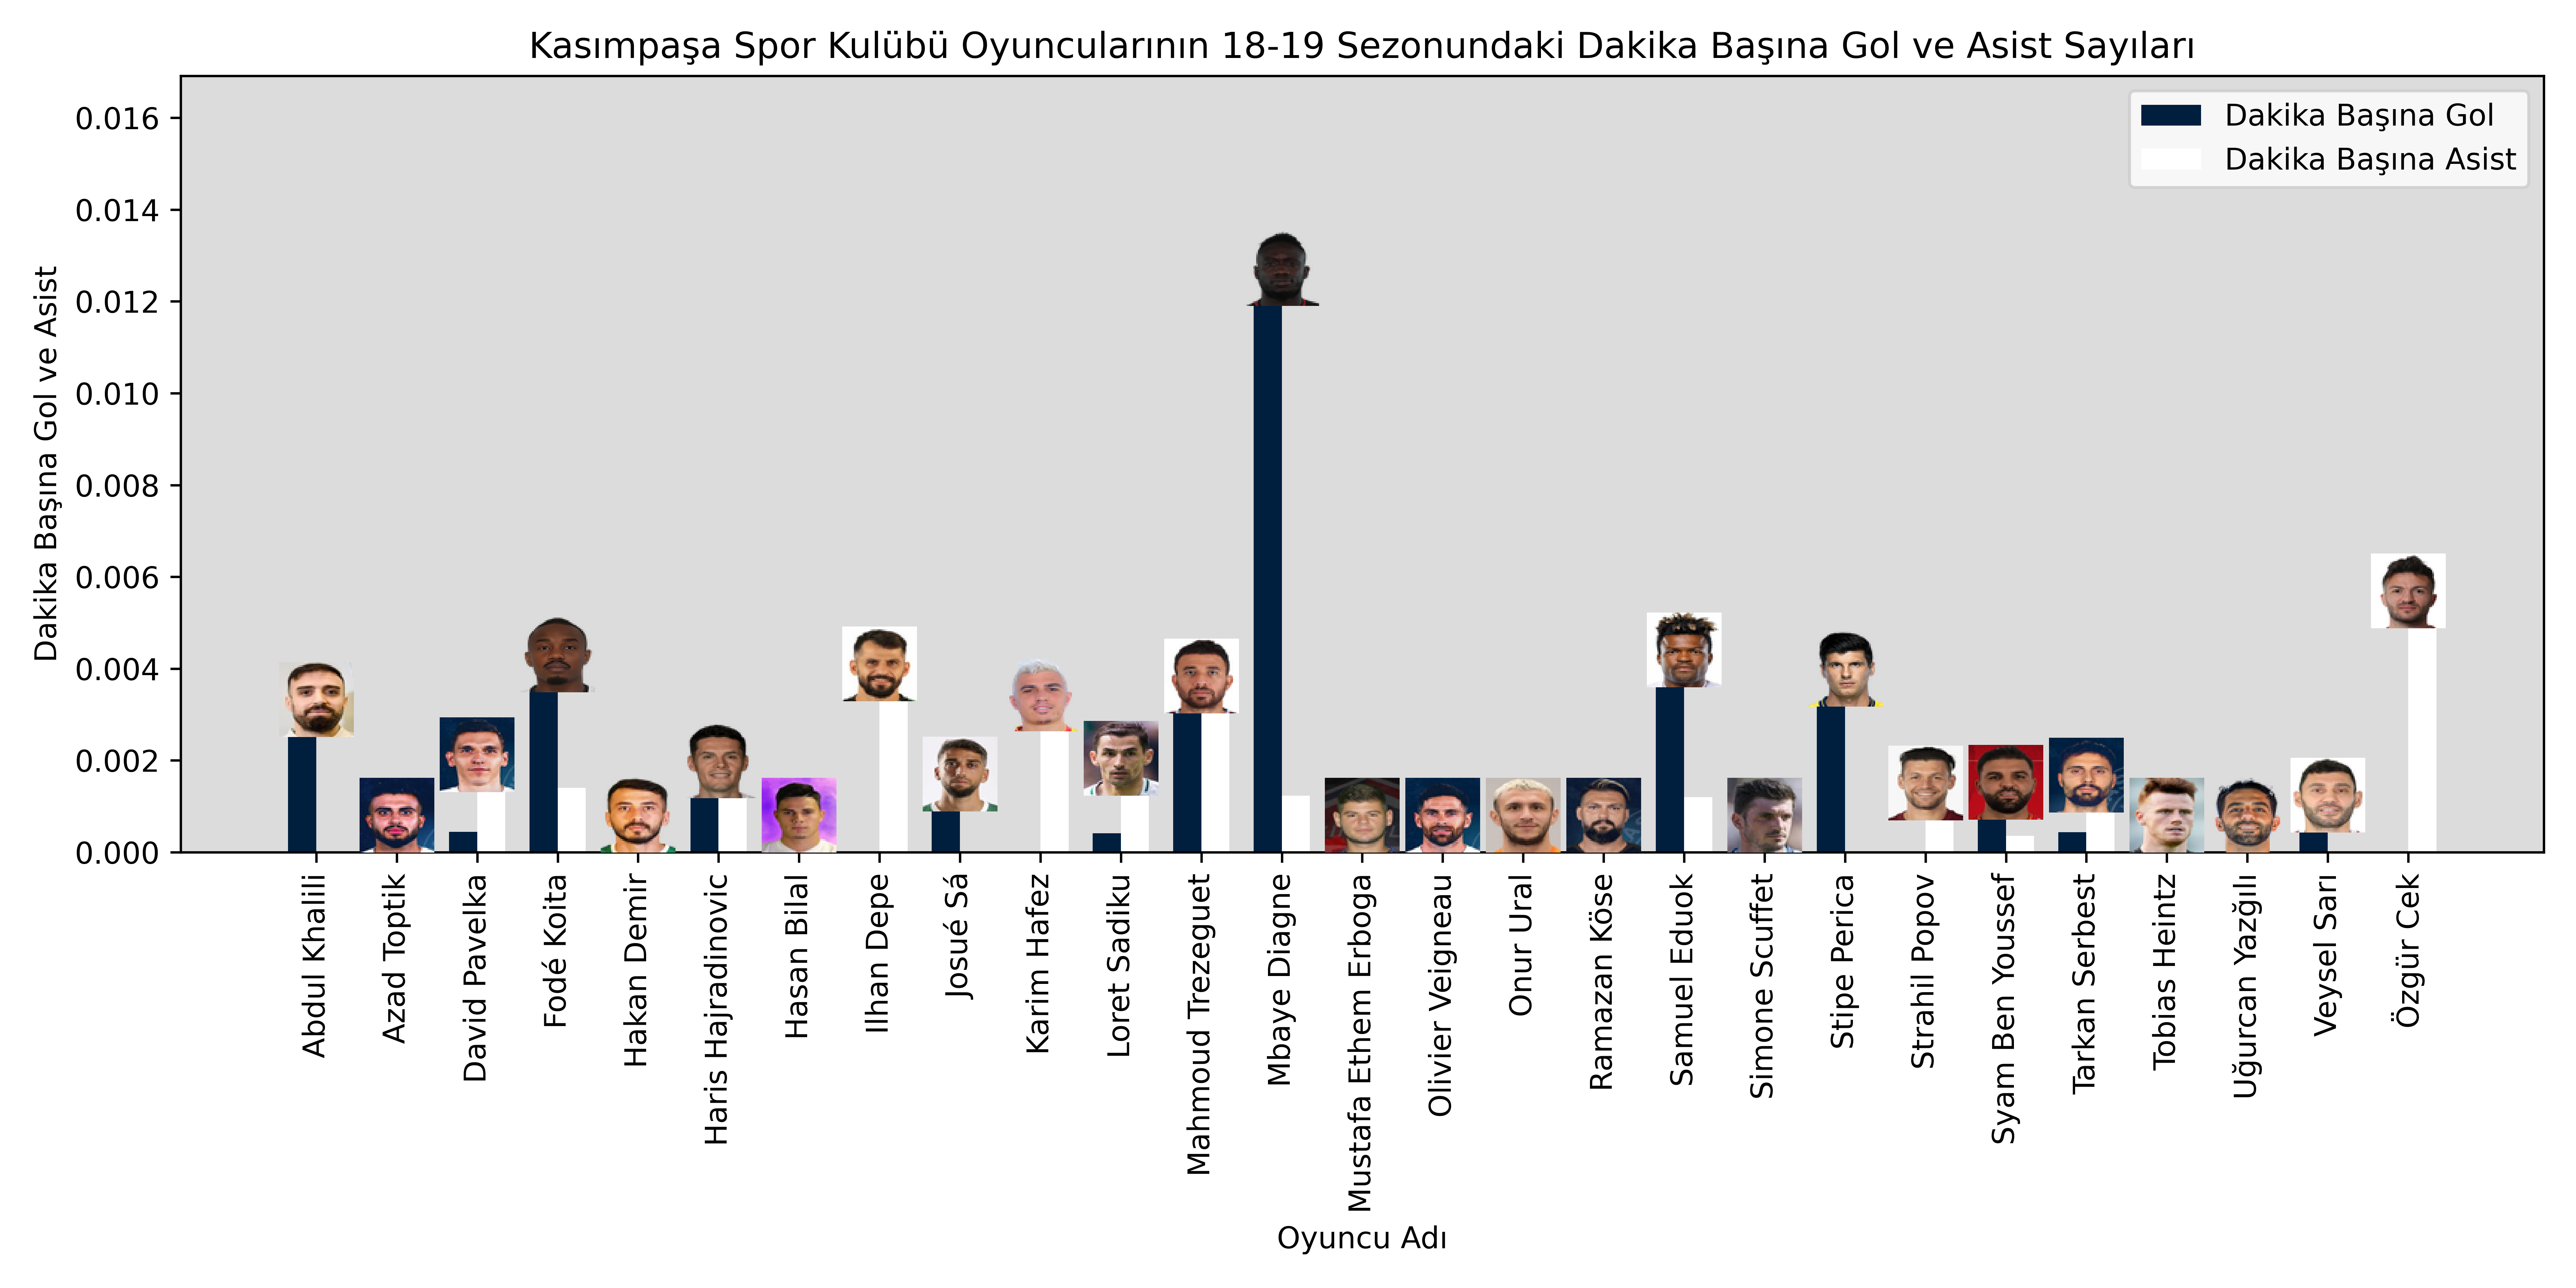 Kasımpaşa Spor Kulübü Oyuncularının 18-19 Sezonundaki Dakika Başına Gol ve Asist Sayıları
Dakika Başına Gol
Dakika Başına Asist
Dakika Başına Gol ve Asist
0.016
0.014
0.012
0.010
0.008
0.006
0.004
0.002
0.000
Abdul Khalili
Azad Toptik
David Pavelka
Fodé Koita
Hakan Demir
Haris Hajradinovic
Hasan Bilal
Ilhan Depe
Josué Sá
Karim Hafez
Loret Sadiku
Mahmoud Trezeguet
Mbaye Diagne
Mustafa Ethem Erboga
Olivier Veigneau
Onur Ural
Ramazan Köse
Samuel Eduok
Simone Scuffet
Stipe Perica
Strahil Popov
Syam Ben Youssef
Tarkan Serbest
Tobias Heintz
Uğurcan Yazğılı
Veysel Sarı
Özgür Cek
Oyuncu Adı